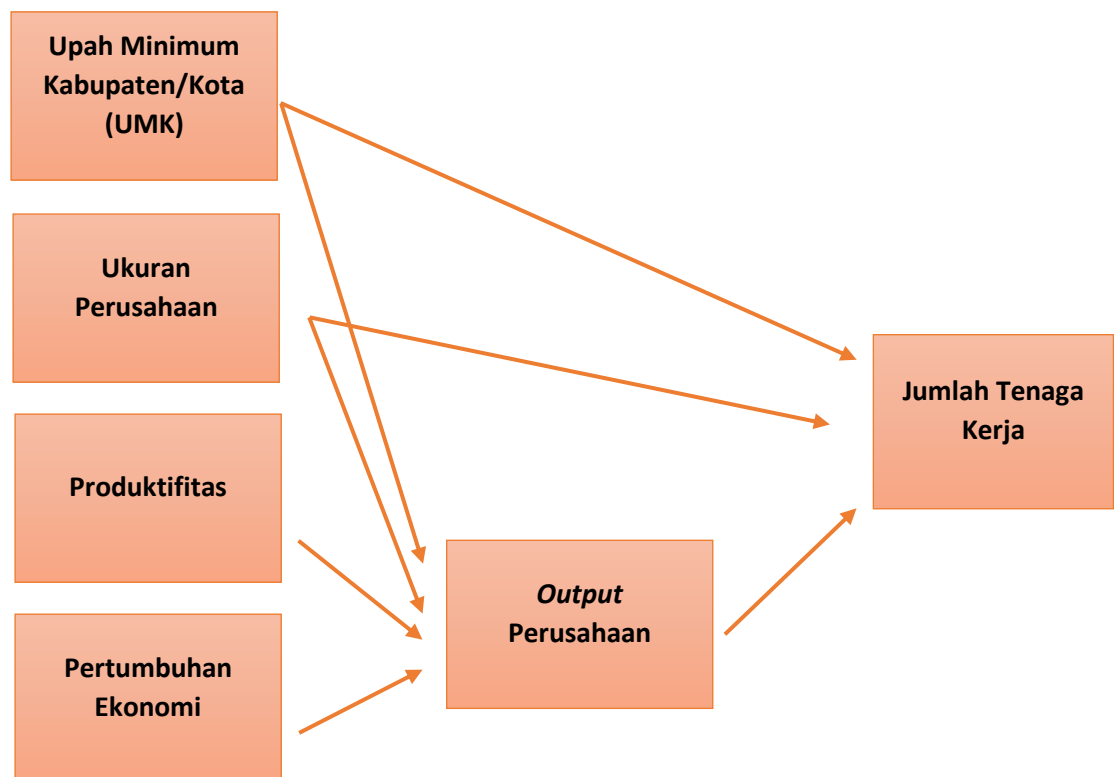 Upah Minimum
Kabupaten/Kota
(UMK)
Ukuran
Perusahaan
Produktifitas
Pertumbuhan
Ekonomi
Output
Perusahaan
Jumlah Tenaga
Kerja